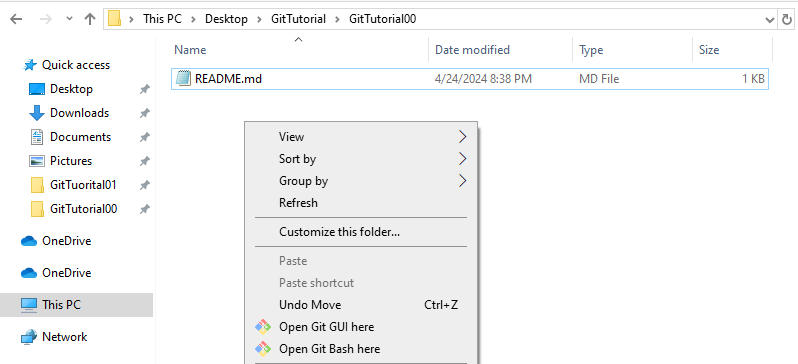 This PC > Desktop > GitTutorial > GitTutorial00
Name Date modified Type Size
README.md 4/24/2024 8:38 PM MD File 1 KB
Quick access
Desktop
Downloads
Documents
Pictures
GitTuorital01
GitTutorial00
OneDrive
OneDrive
This PC
Network
View
Sort by
Group by
Refresh
Customize this folder...
Paste
Paste shortcut
Undo Move Ctrl+Z
Open Git GUI here
Open Git Bash here